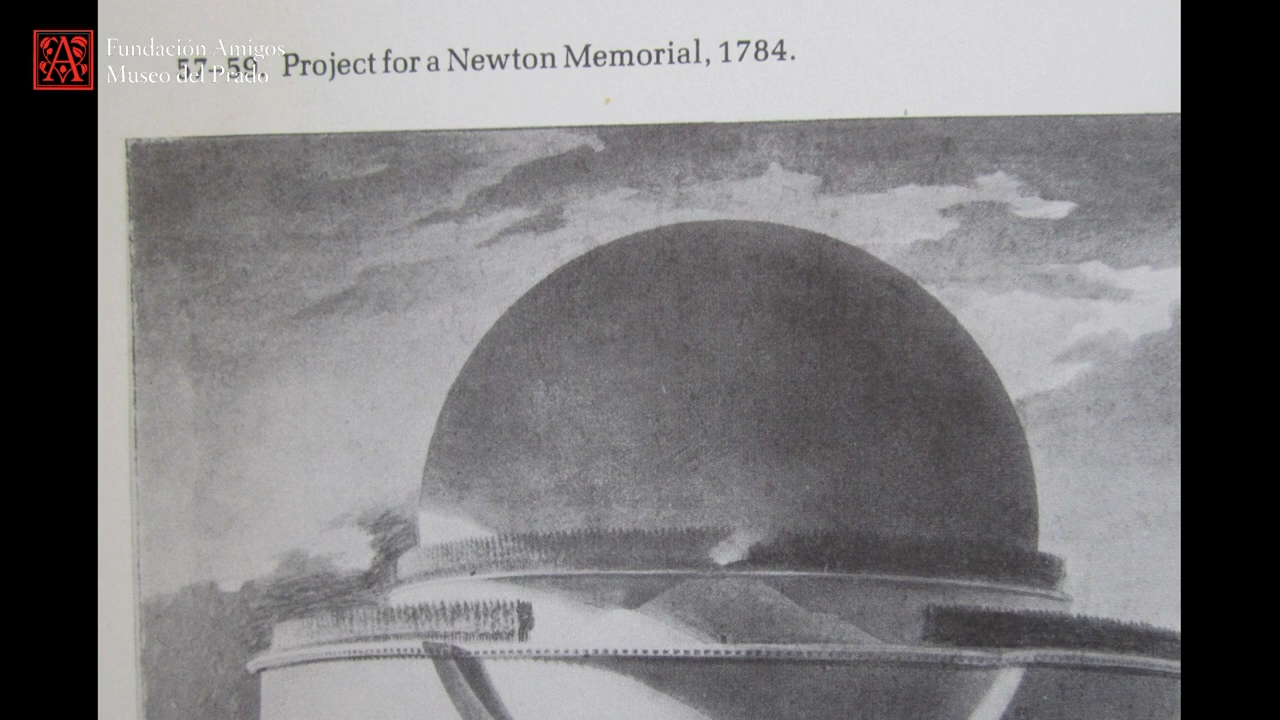 Fundación Amigos
Museo del Prado
57–59. Project for a Newton Memorial, 1784.